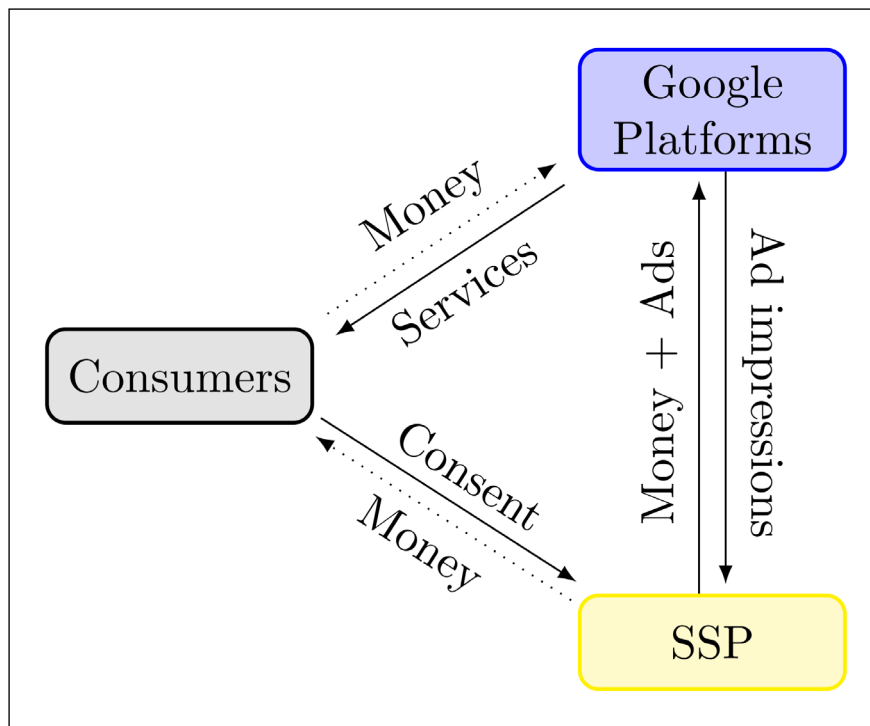 Google
Platforms
Money
Services
Money + Ads
Ad impressions
Consumers
Consent
Money
SSP